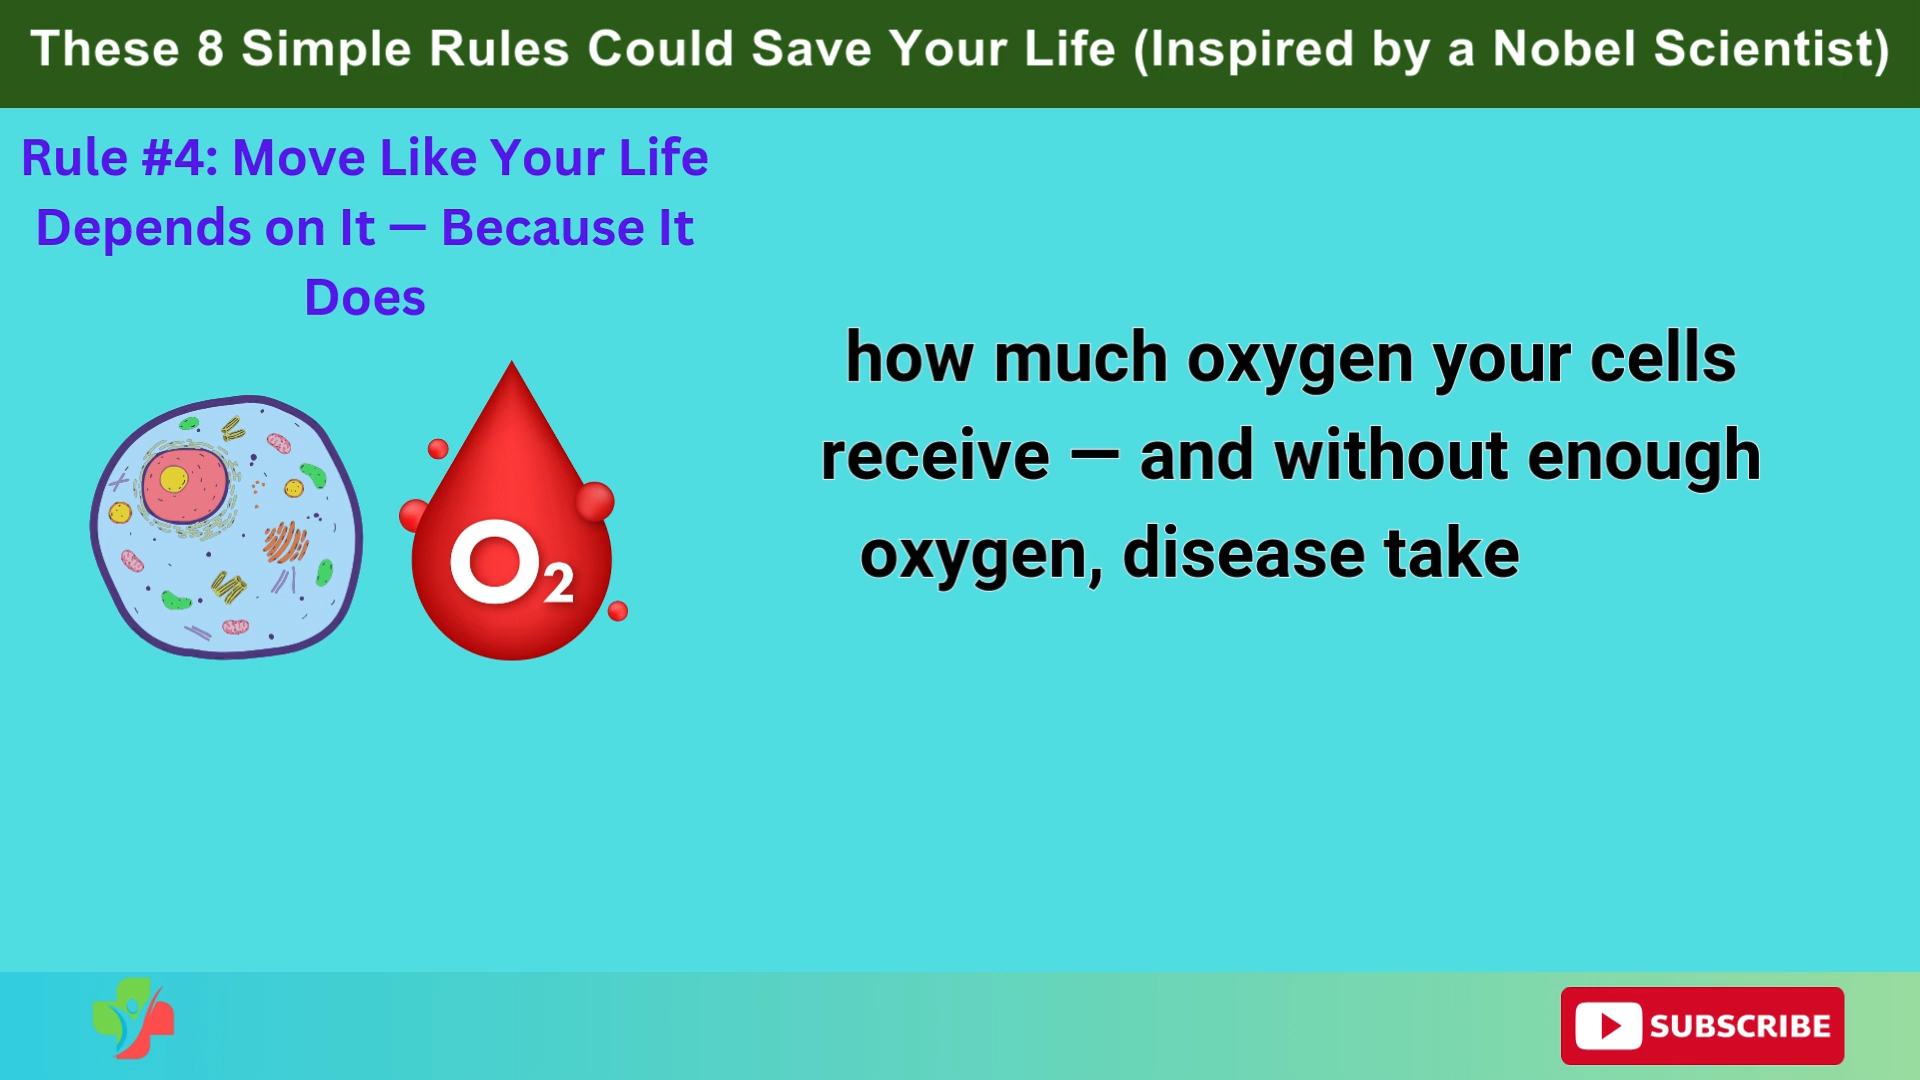 These 8 Simple Rules Could Save Your Life (Inspired by a Nobel Scientist)
Rule #4: Move Like Your Life
Depends on It — Because It
Does
how much oxygen your cells
receive — and without enough
oxygen, disease take
O2
SUBSCRIBE